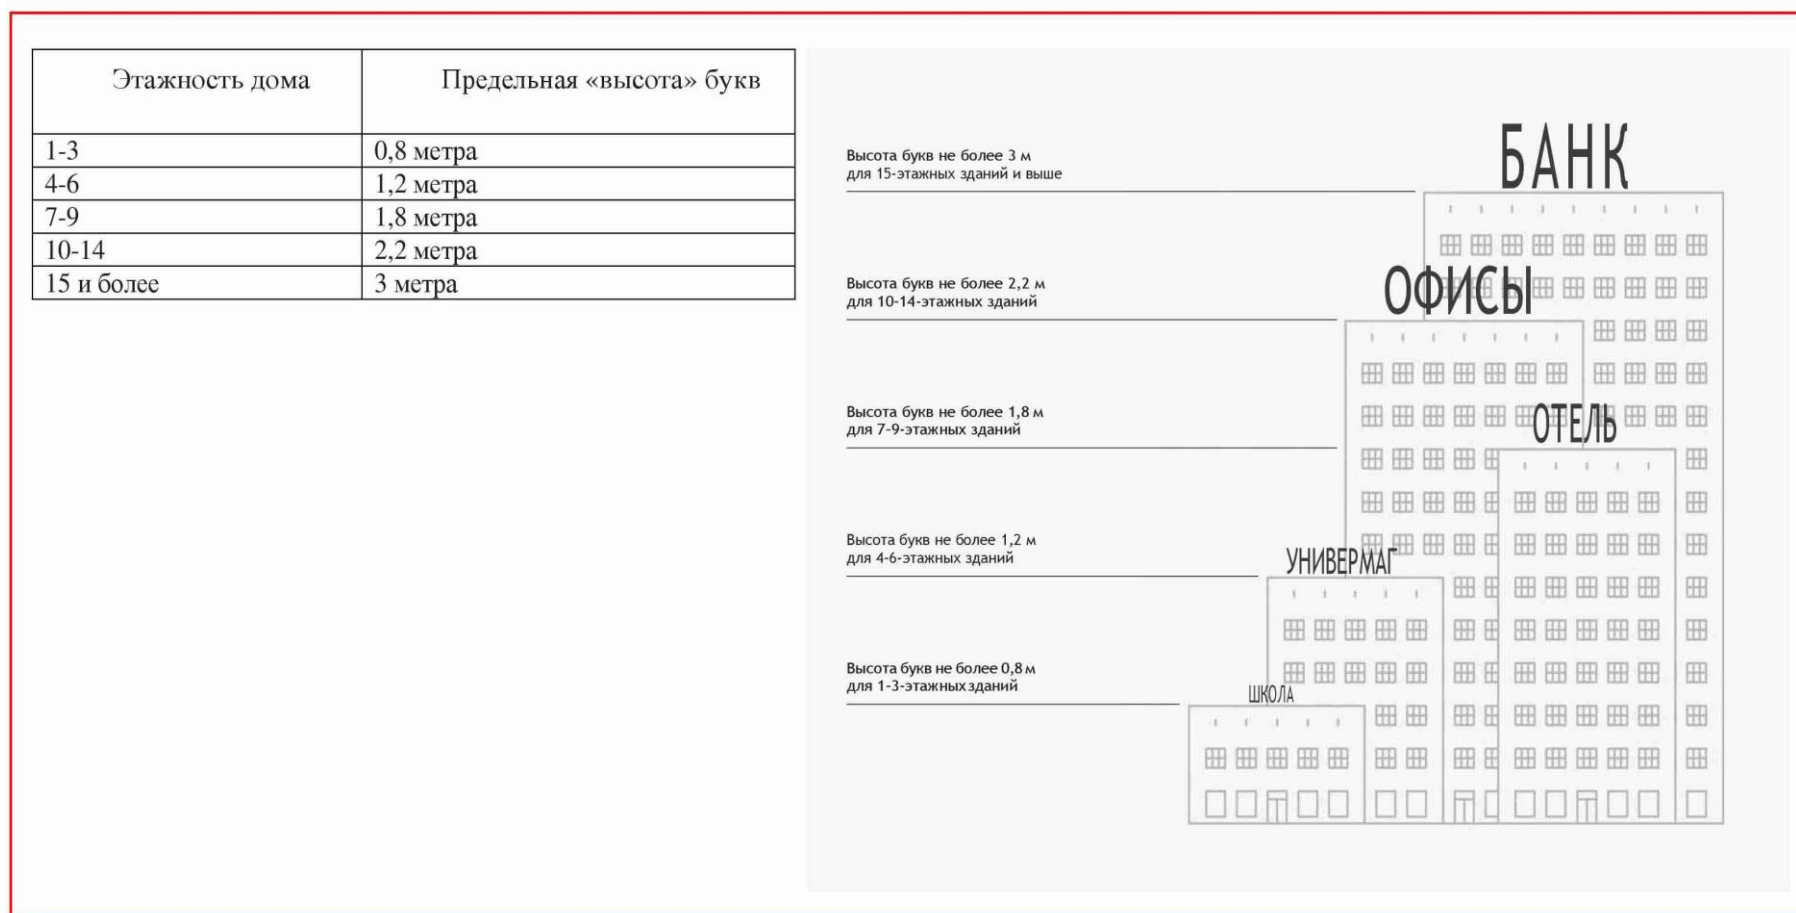 Этажность дома Предельная «высота» букв
1-3 0,8 метра
4-6 1,2 метра
7-9 1,8 метра
10-14 2,2 метра
15 и более 3 метра
Высота букв не более 3 м
для 15-этажных зданий и выше
БАНК
Высота букв не более 2,2 м
для 10-14-этажных зданий
ОФИСЫ
Высота букв не более 1,8 м
для 7-9-этажных зданий
ОТЕЛЬ
Высота букв не более 1,2 м
для 4-6-этажных зданий
УНИВЕРМАГ
Высота букв не более 0,8 м
для 1-3-этажных зданий
ШКОЛА